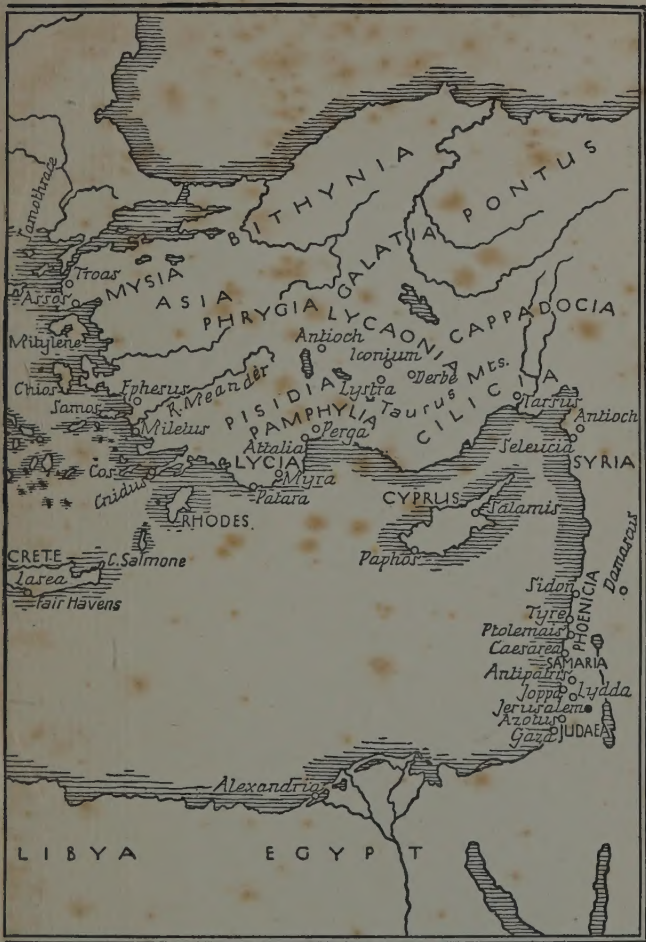 BITHYNIA
PONTUS
Samothrace
GALATIA
Troas
MYSIA
ASIA
Assos
PHRYGIA
LYCAONIA
CAPPADOCIA
Mitylene
Antioch
Iconium
Derbe
Lystra
Taurus Mts.
Chios
Ephesus
R. Meander
PISIDIA
CILICIA
Tarsus
Samos
PAMPHYLIA
Antioch
Miletus
Perga
Attalia
Seleucia
Cos
LYCIA
SYRIA
Cnidus
Myra
Patara
CYPRUS
Salamis
RHODES.
Damascus
CRETE
C.Salmone
Paphos
Lasea
Sidon
Fair Havens
Tyre
PHOENICIA
Ptolemais
Caesarea
SAMARIA
Antipatris
Joppa
Lydda
Jerusalem
Azotus
Gaza
JUDAEA
Alexandria
LIBYA
EGYPT